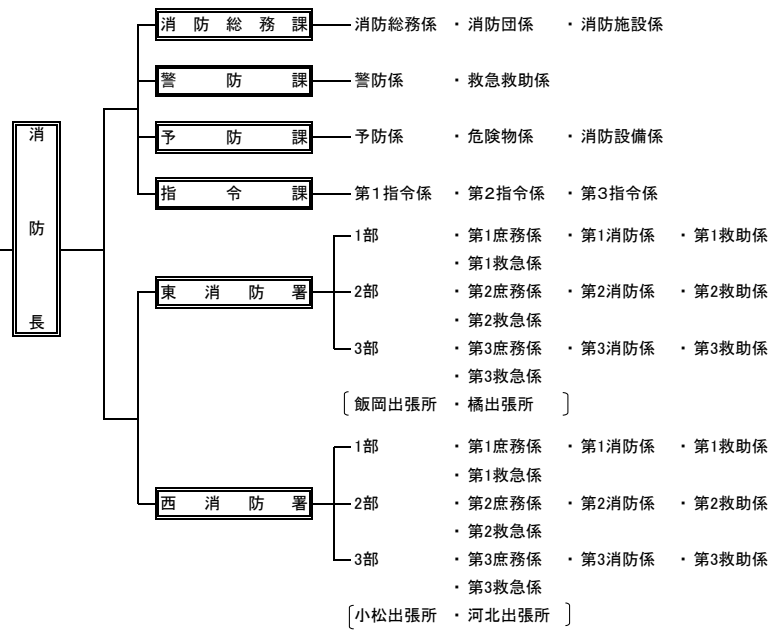 消防長
消防総務課 消防総務係 ・消防団係 ・消防施設係
警防課 警防係 ・救急救助係
予防課 予防係 ・危険物係 ・消防設備係
指令課 第1指令係 ・第2指令係 ・第3指令係
東消防署
1部 ・第1庶務係 ・第1消防係 ・第1救助係
・第1救急係
2部 ・第2庶務係 ・第2消防係 ・第2救助係
・第2救急係
3部 ・第3庶務係 ・第3消防係 ・第3救助係
・第3救急係
〔飯岡出張所 ・橘出張所〕
西消防署
1部 ・第1庶務係 ・第1消防係 ・第1救助係
・第1救急係
2部 ・第2庶務係 ・第2消防係 ・第2救助係
・第2救急係
3部 ・第3庶務係 ・第3消防係 ・第3救助係
・第3救急係
〔小松出張所 ・河北出張所〕